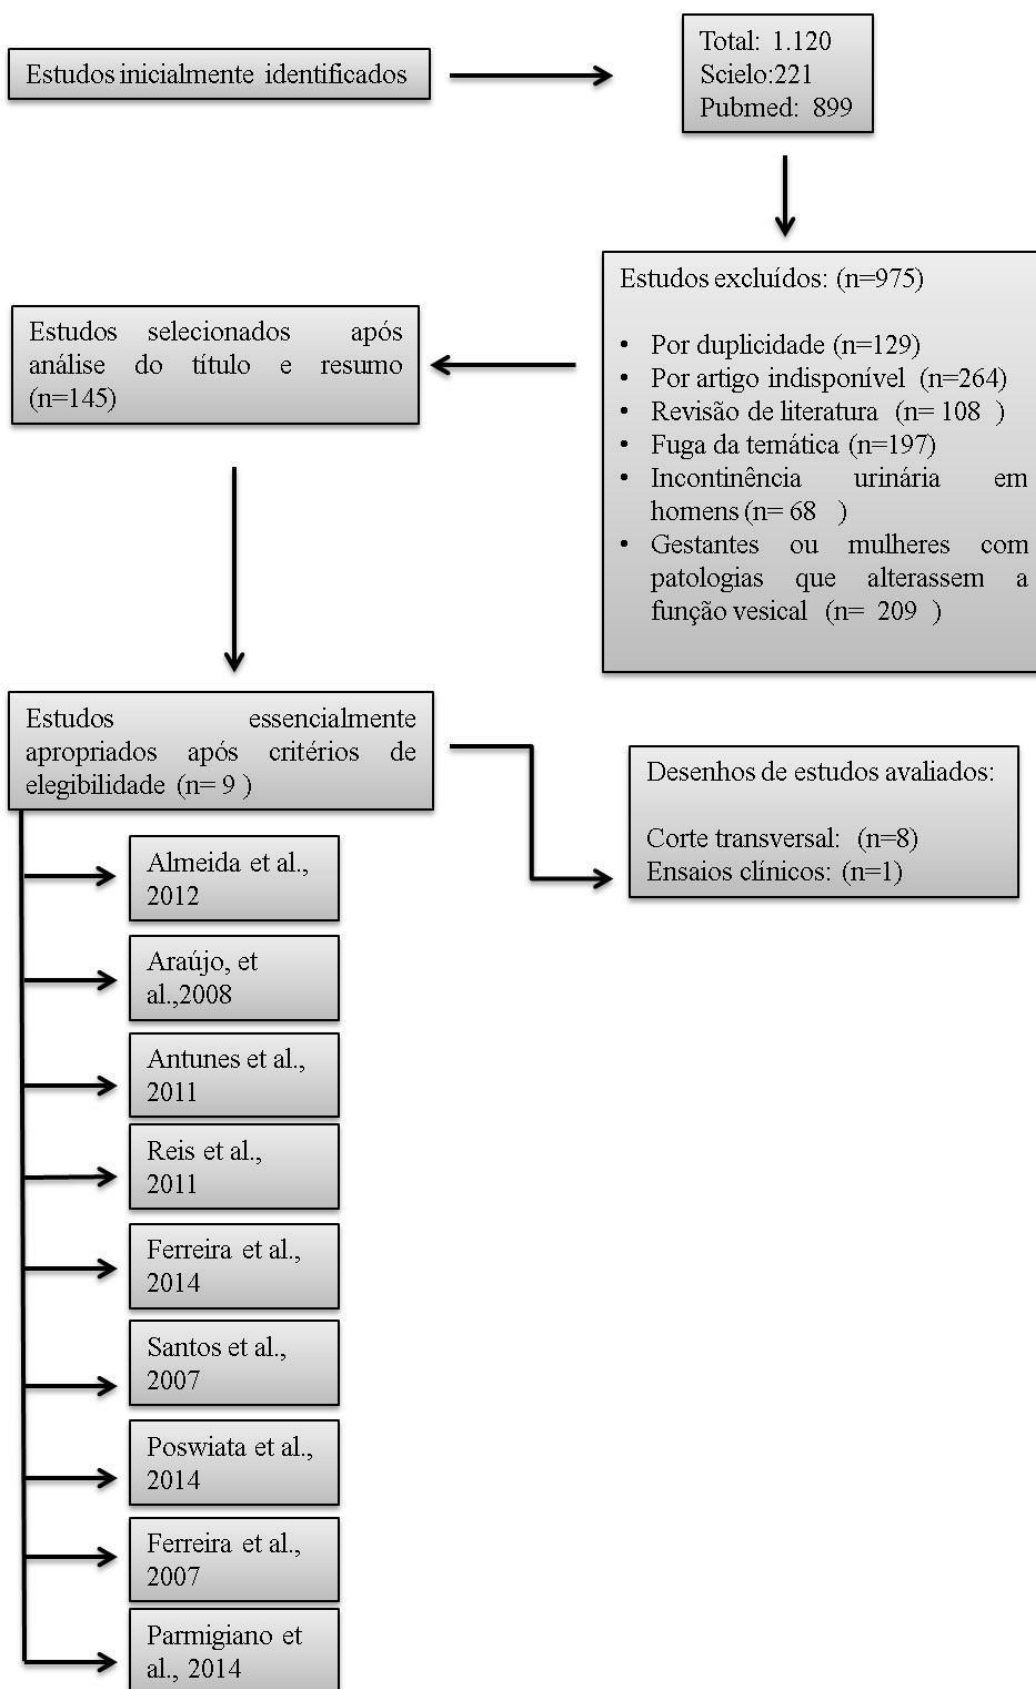 Estudos inicialmente identificados
Total: 1.120
Scielo:221
Pubmed: 899
Estudos excluídos: (n=975)
• Por duplicidade (n=129)
• Por artigo indisponível (n=264)
• Revisão de literatura (n= 108 )
• Fuga da temática (n=197)
• Incontinência urinária em
homens (n= 68 )
• Gestantes ou mulheres com
patologias que alterassem a
função vesical (n= 209 )
Estudos selecionados após
análise do título e resumo
(n=145)
Estudos essencialmente
apropriados após critérios de
elegibilidade (n= 9 )
Desenhos de estudos avaliados:
Corte transversal: (n=8)
Ensaios clínicos: (n=1)
Almeida et al.,
2012
Araújo, et
al.,2008
Antunes et al.,
2011
Reis et al.,
2011
Ferreira et al.,
2014
Santos et al.,
2007
Poswiata et al.,
2014
Ferreira et al.,
2007
Parmigiano et
al., 2014